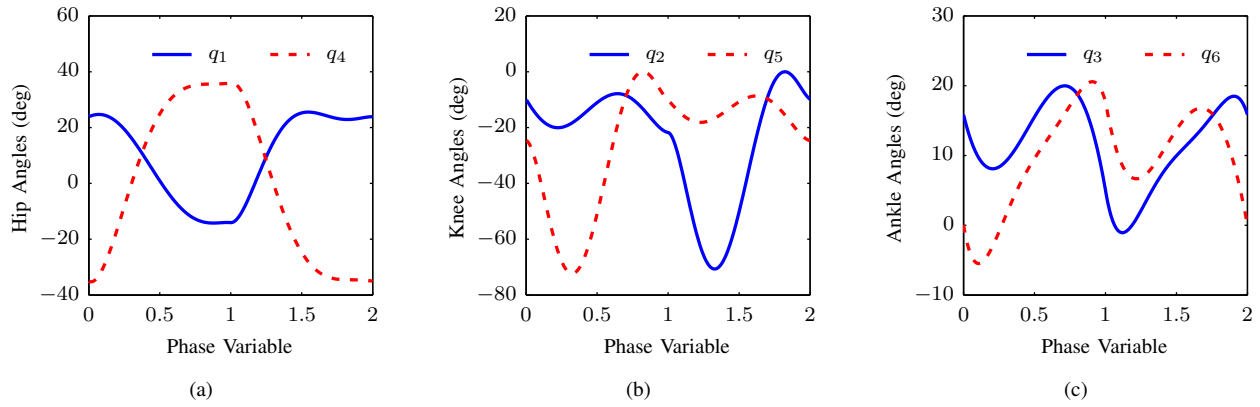 60
40
20
0
−20
−40
0
0.5
1
1.5
2
Hip Angles (deg)
Phase Variable
q1
q4
(a)
20
0
−20
−40
−60
−80
0
0.5
1
1.5
2
Knee Angles (deg)
Phase Variable
q2
q5
(b)
30
20
10
0
−10
0
0.5
1
1.5
2
Ankle Angles (deg)
Phase Variable
q3
q6
(c)